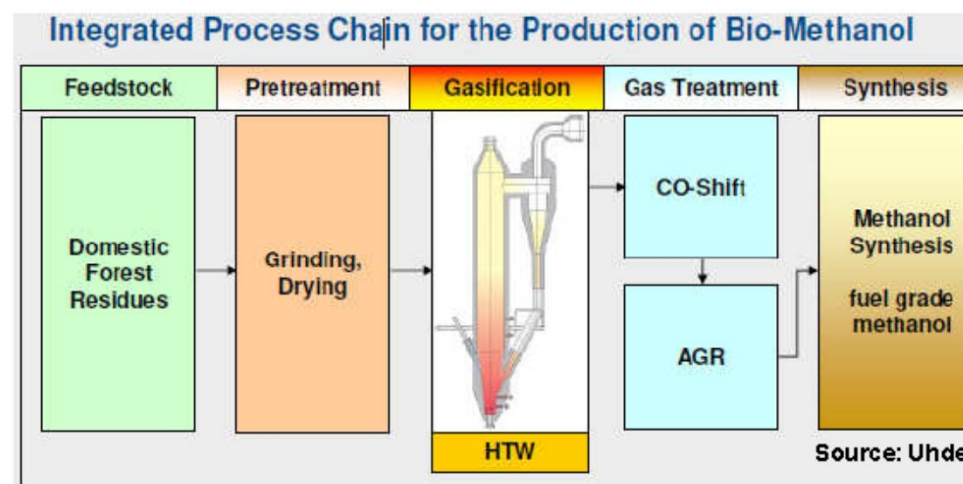 Integrated Process Chain for the Production of Bio-Methanol
Feedstock
Pretreatment
Gasification
Gas Treatment
Synthesis
Domestic
Forest
Residues
Grinding,
Drying
HTW
CO-Shift
AGR
Methanol
Synthesis
fuel grade
methanol
Source: Uhde